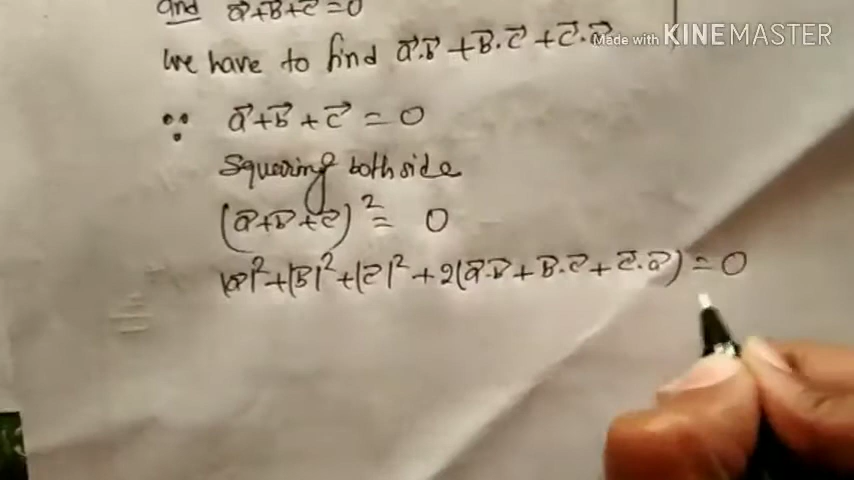 and a⃗+b⃗+c⃗=0
We have to find a⃗.b⃗+b⃗.c⃗+c⃗.a⃗
Made with KINEMASTER
∵ a⃗+b⃗+c⃗=0
Squaring both side
(a⃗+b⃗+c⃗)²=0
|a⃗|²+|b⃗|²+|c⃗|²+2(a⃗.b⃗+b⃗.c⃗+c⃗.a⃗)=0